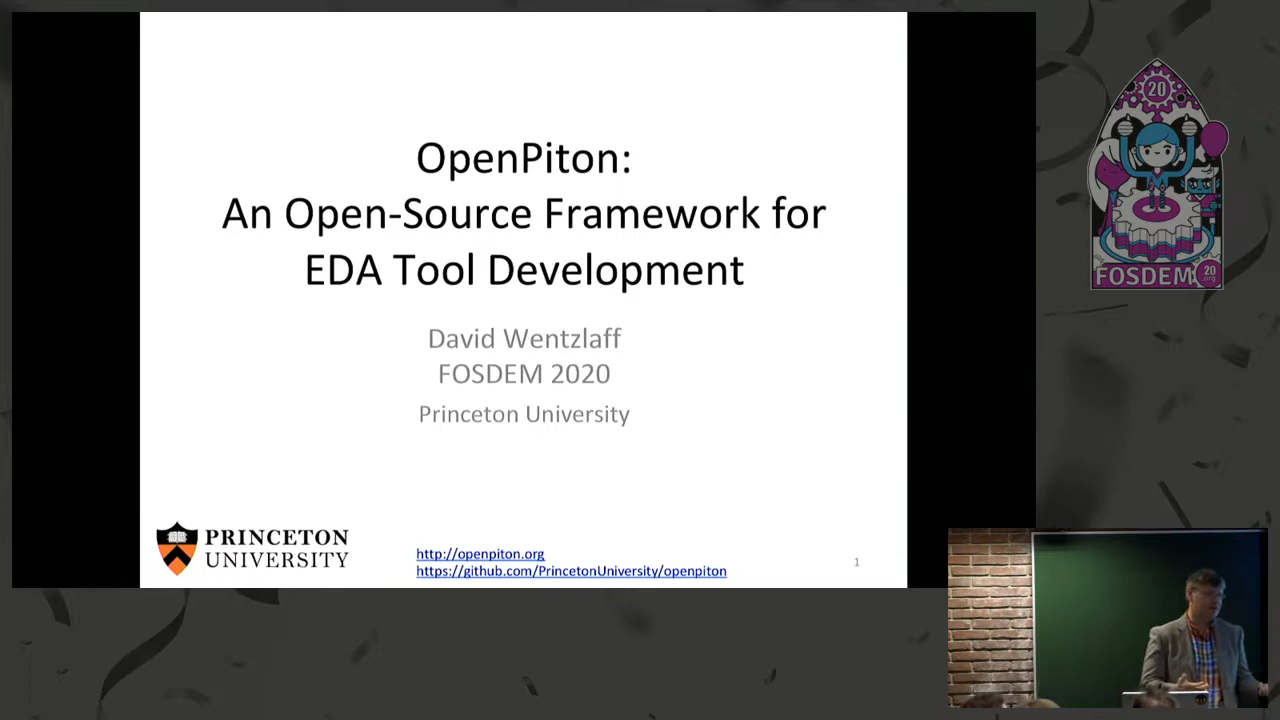 OpenPiton:
An Open-Source Framework for
EDA Tool Development
David Wentzlaff
FOSDEM 2020
Princeton University
PRINCETON
UNIVERSITY
http://openpiton.org
https://github.com/PrincetonUniversity/openpiton
1
20
FOSDEM
20
.org